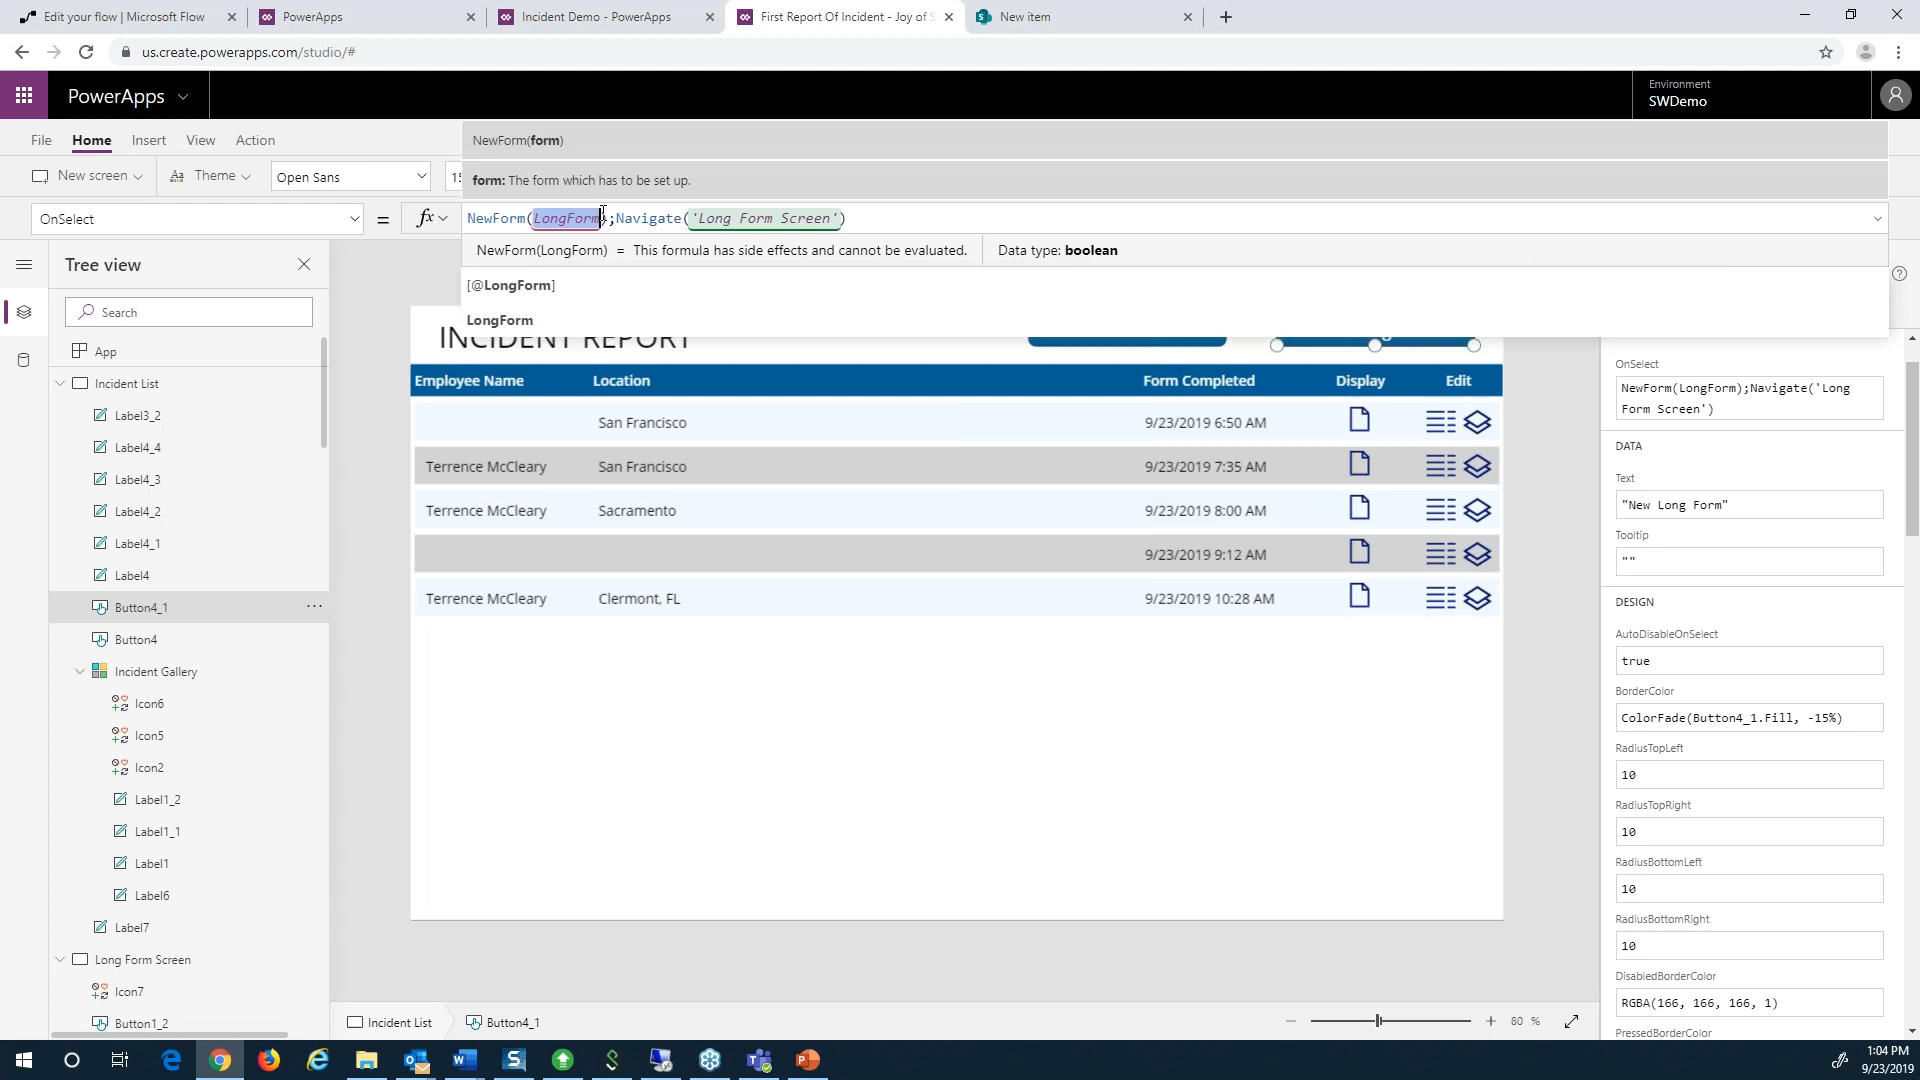 Edit your flow | Microsoft Flow
PowerApps
Incident Demo - PowerApps
First Report Of Incident - Joy of S
New item
us.create.powerapps.com/studio/#
PowerApps
Environment
SWDemo
File
Home
Insert
View
Action
NewForm(form)
New screen
Theme
Open Sans
15
form: The form which has to be set up.
OnSelect
=
fx
NewForm(LongForm);Navigate('Long Form Screen')
NewForm(LongForm) = This formula has side effects and cannot be evaluated.
Data type: boolean
[@LongForm]
LongForm
Tree view
Search
App
Incident List
Label3_2
Label4_4
Label4_3
Label4_2
Label4_1
Label4
Button4_1
...
Button4
Incident Gallery
Icon6
Icon5
Icon2
Label1_2
Label1_1
Label1
Label6
Label7
Long Form Screen
Icon7
Button1_2
INCIDENT REPORT
Employee Name Location Form Completed Display Edit
San Francisco 9/23/2019 6:50 AM
Terrence McCleary San Francisco 9/23/2019 7:35 AM
Terrence McCleary Sacramento 9/23/2019 8:00 AM
9/23/2019 9:12 AM
Terrence McCleary Clermont, FL 9/23/2019 10:28 AM
OnSelect
NewForm(LongForm);Navigate('Long
Form Screen')
DATA
Text
"New Long Form"
Tooltip
""
DESIGN
AutoDisableOnSelect
true
BorderColor
ColorFade(Button4_1.Fill, -15%)
RadiusTopLeft
10
RadiusTopRight
10
RadiusBottomLeft
10
RadiusBottomRight
10
DisabledBorderColor
RGBA(166, 166, 166, 1)
PressedBorderColor
Incident List
Button4_1
80 %
1:04 PM
9/23/2019